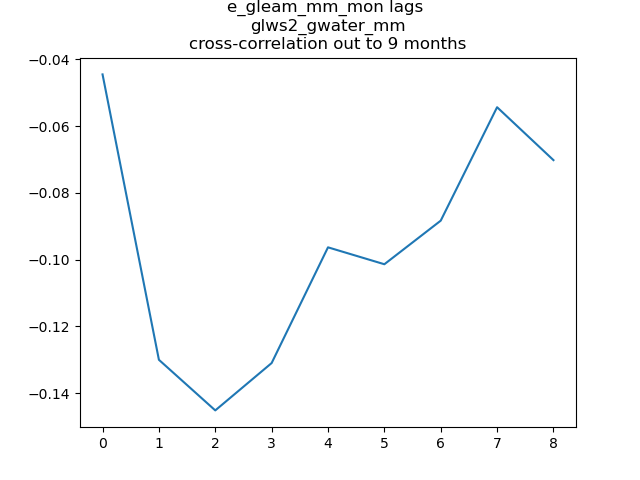 e_gleam_mm_mon lags
glws2_gwater_mm
cross-correlation out to 9 months
−0.04
−0.06
−0.08
−0.10
−0.12
−0.14
0 1 2 3 4 5 6 7 8